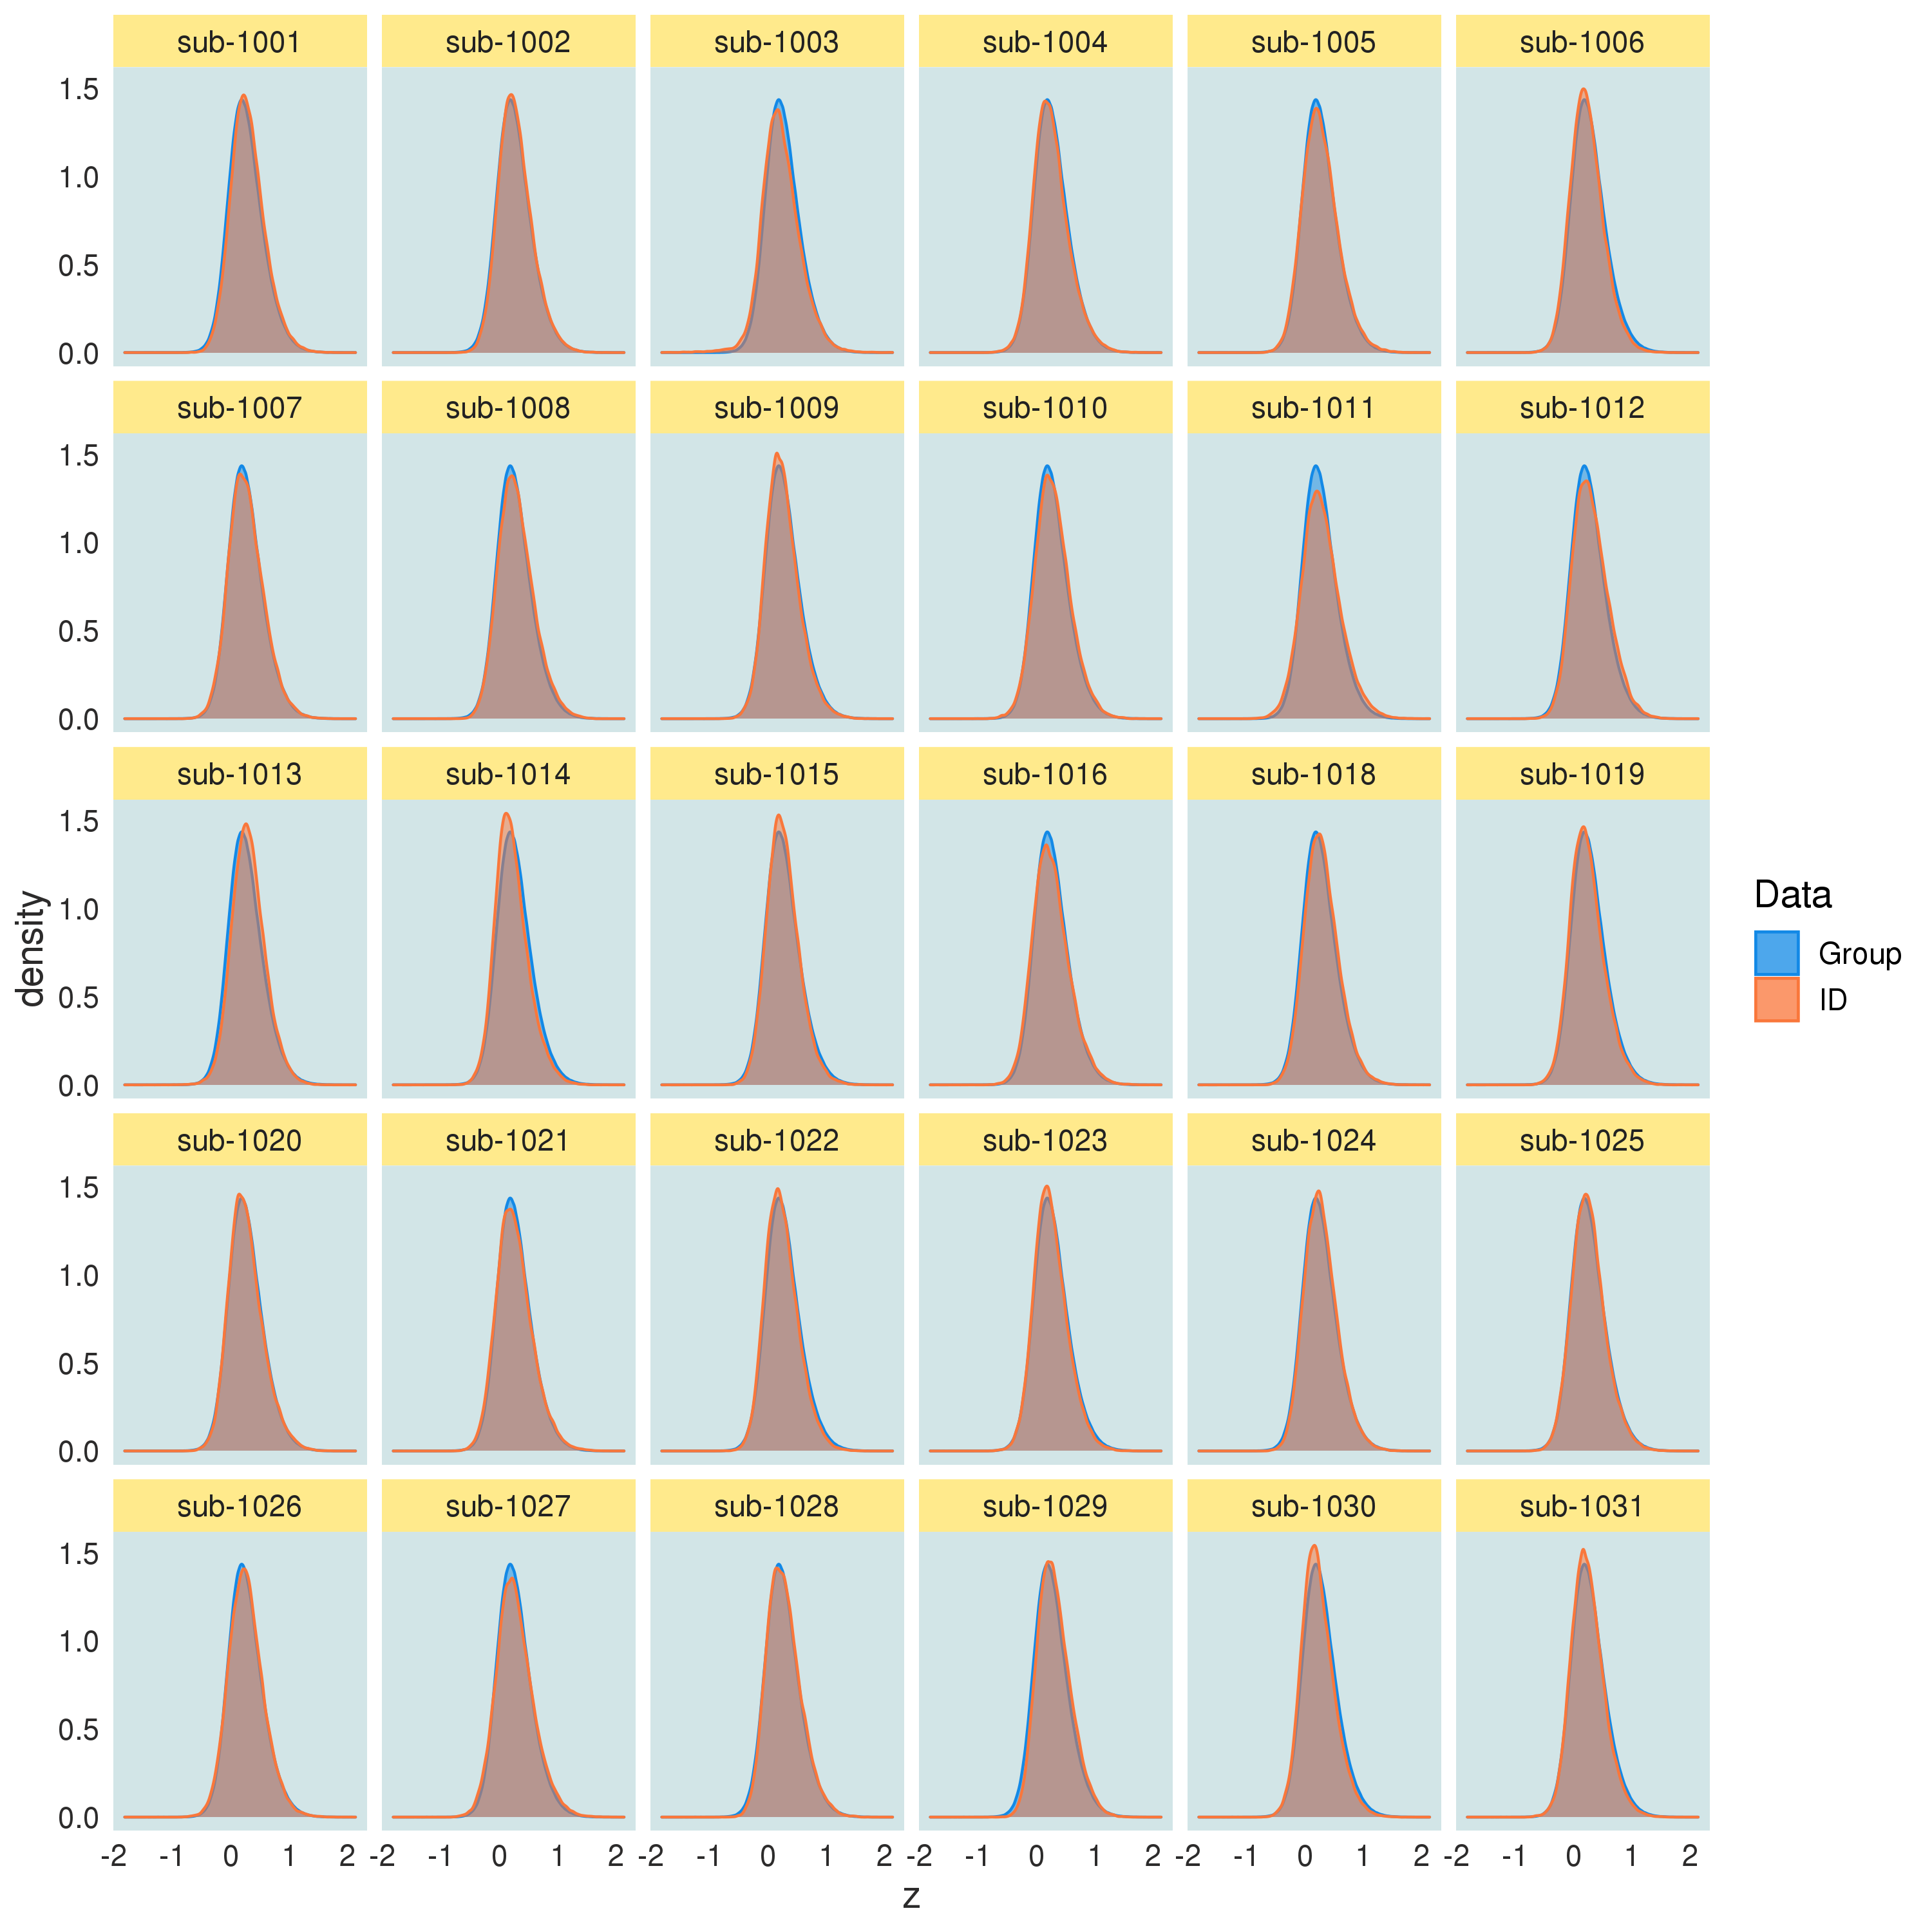 sub-1001 sub-1002 sub-1003 sub-1004 sub-1005 sub-1006
1.5
1.0
0.5
0.0
sub-1007 sub-1008 sub-1009 sub-1010 sub-1011 sub-1012
1.5
1.0
0.5
0.0
sub-1013 sub-1014 sub-1015 sub-1016 sub-1018 sub-1019
1.5
1.0
0.5
0.0
density
Data
Group
ID
sub-1020 sub-1021 sub-1022 sub-1023 sub-1024 sub-1025
1.5
1.0
0.5
0.0
sub-1026 sub-1027 sub-1028 sub-1029 sub-1030 sub-1031
1.5
1.0
0.5
0.0
-2 -1 0 1 2 -2 -1 0 1 2 -2 -1 0 1 2 -2 -1 0 1 2 -2 -1 0 1 2 -2 -1 0 1 2
z